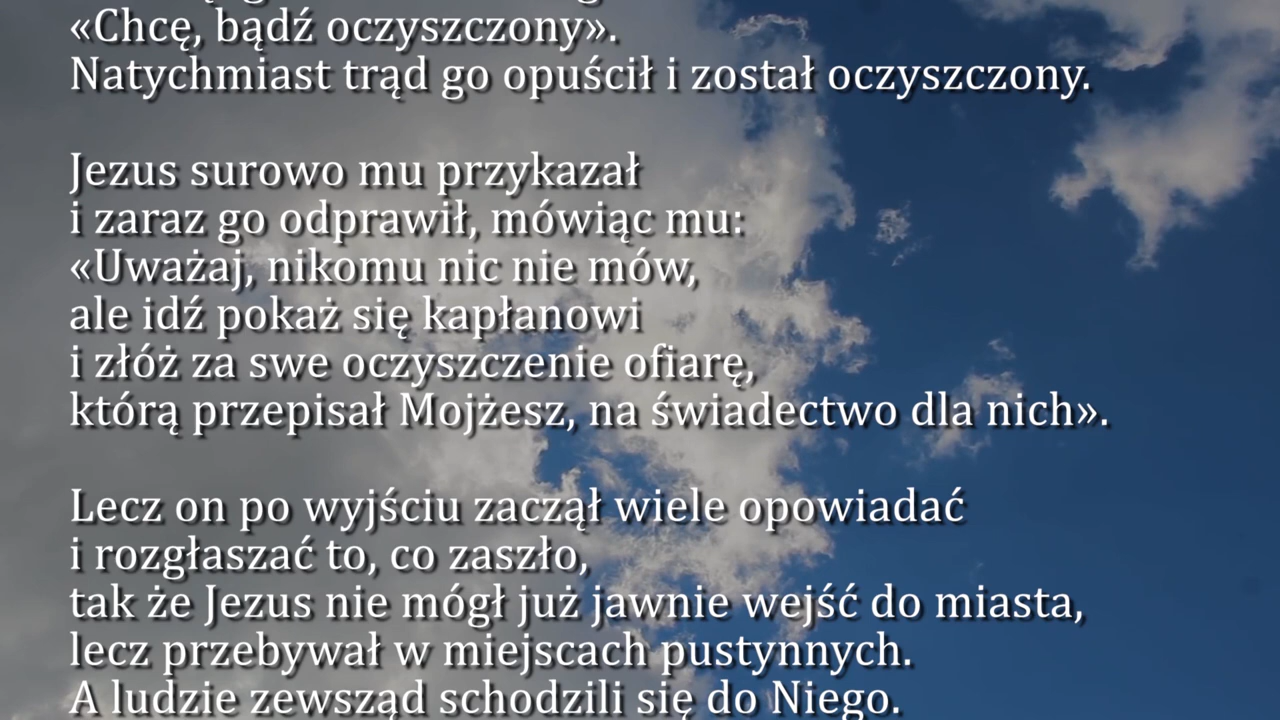 «Chcę, bądź oczyszczony».
Natychmiast trąd go opuścił i został oczyszczony.
Jezus surowo mu przykazał
i zaraz go odprawił, mówiąc mu:
«Uważaj, nikomu nic nie mów,
ale idź pokaż się kapłanowi
i złóż za swe oczyszczenie ofiarę,
którą przepisał Mojżesz, na świadectwo dla nich».
Lecz on po wyjściu zaczął wiele opowiadać
i rozgłaszać to, co zaszło,
tak że Jezus nie mógł już jawnie wejść do miasta,
lecz przebywał w miejscach pustynnych.
A ludzie zewsząd schodzili się do Niego.